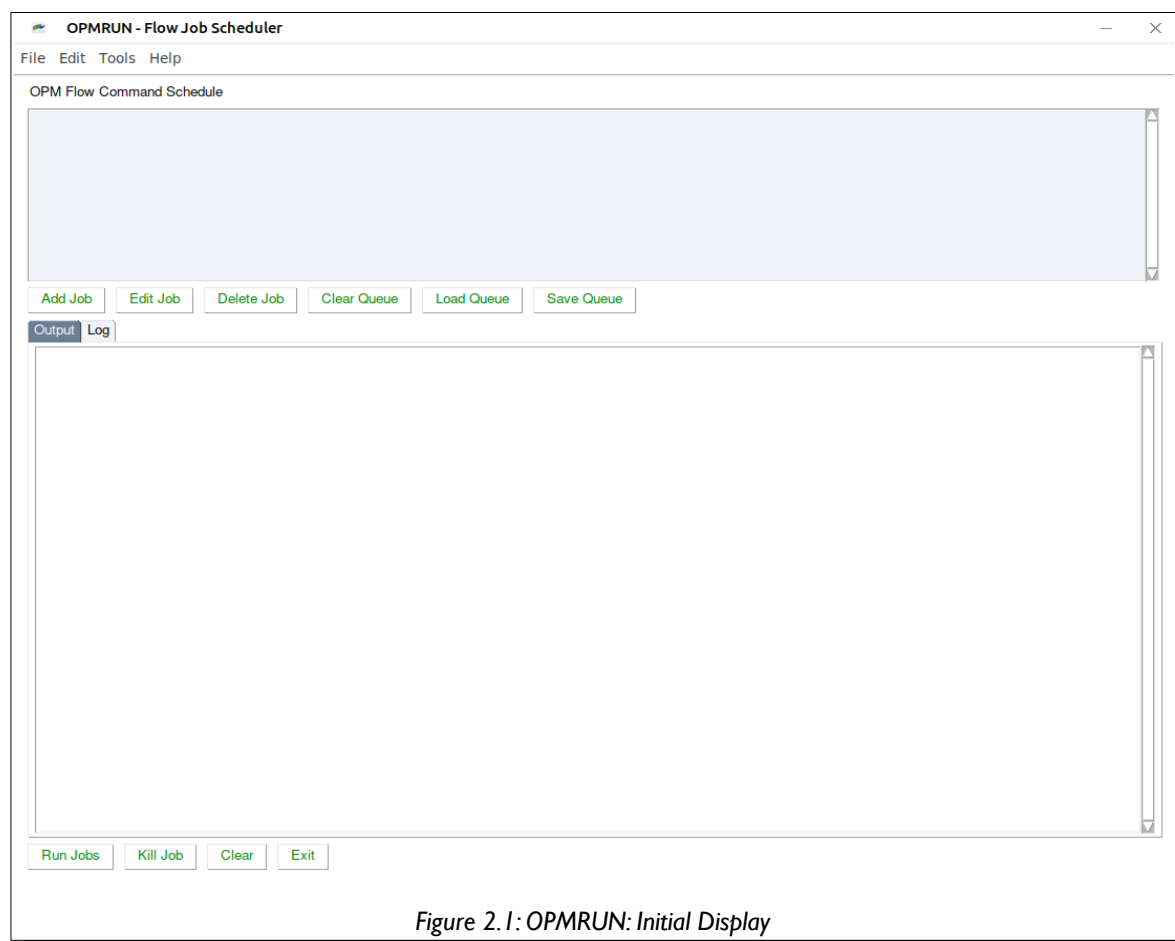 OPMRUN - Flow Job Scheduler
File Edit Tools Help
OPM Flow Command Schedule
Add Job Edit Job Delete Job Clear Queue Load Queue Save Queue
Output Log
Run Jobs Kill Job Clear Exit
Figure 2.1: OPMRUN: Initial Display